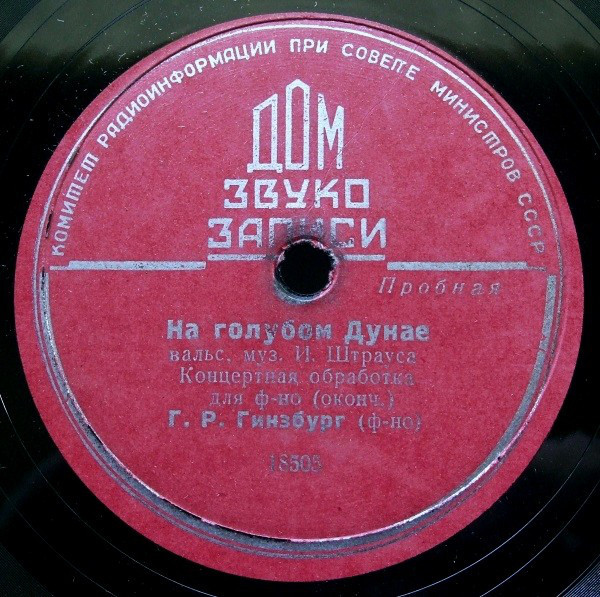 КОМИТЕТ РАДИОИНФОРМАЦИИ ПРИ СОВЕТЕ МИНИСТРОВ СССР
ДОМ
ЗВУКО
ЗАПИСИ
Пробная
На голубом Дунае
вальс, муз. И. Штрауса
Концертная обработка
для ф-но (оконч.)
Г. Р. Гинзбург (ф-но)
18505